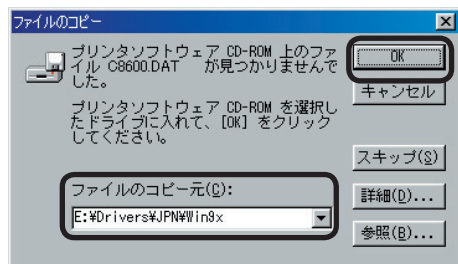 ファイルのコピー
プリンタソフトウェア CD-ROM 上のファ
イル C8600.DAT が見つかりませんで
した。
プリンタソフトウェア CD-ROM を選択し
たドライブに入れて、[OK] をクリック
してください。
OK
キャンセル
スキップ(S)
ファイルのコピー元(C):
E:¥Drivers¥JPN¥Win9x
詳細(D)...
参照(B)...